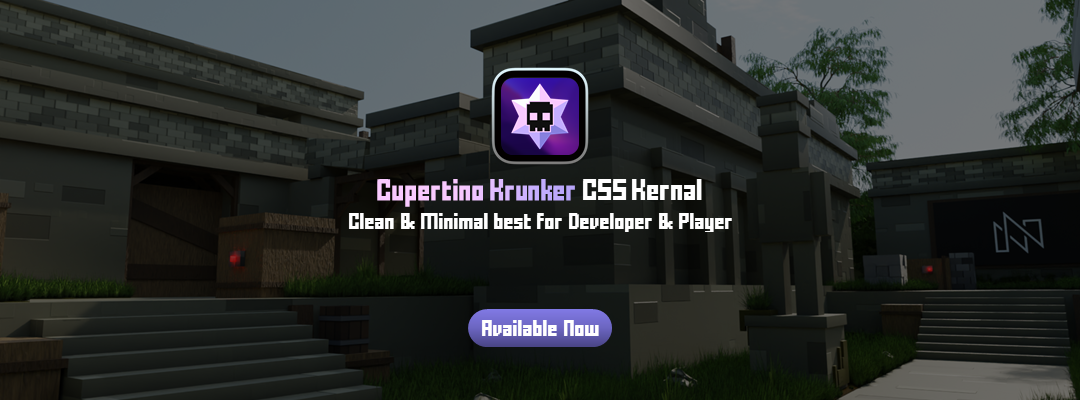 Cupertino Krunker CSS Kernal
Clean & Minimal best for Developer & Player
Available Now